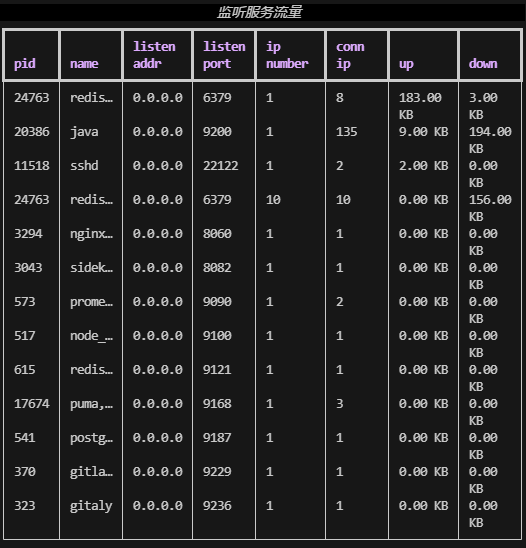 监听服务流量
pid name listen addr listen port ip number conn ip up down
24763 redis… 0.0.0.0 6379 1 8 183.00 KB 3.00 KB
20386 java 0.0.0.0 9200 1 135 9.00 KB 194.00 KB
11518 sshd 0.0.0.0 22122 1 2 2.00 KB 0.00 KB
24763 redis… 0.0.0.0 6379 10 10 0.00 KB 156.00 KB
3294 nginx… 0.0.0.0 8060 1 1 0.00 KB 0.00 KB
3043 sidek… 0.0.0.0 8082 1 1 0.00 KB 0.00 KB
573 prome… 0.0.0.0 9090 1 2 0.00 KB 0.00 KB
517 node_… 0.0.0.0 9100 1 1 0.00 KB 0.00 KB
615 redis… 0.0.0.0 9121 1 1 0.00 KB 0.00 KB
17674 puma,… 0.0.0.0 9168 1 3 0.00 KB 0.00 KB
541 postg… 0.0.0.0 9187 1 1 0.00 KB 0.00 KB
370 gitla… 0.0.0.0 9229 1 1 0.00 KB 0.00 KB
323 gitaly 0.0.0.0 9236 1 1 0.00 KB 0.00 KB